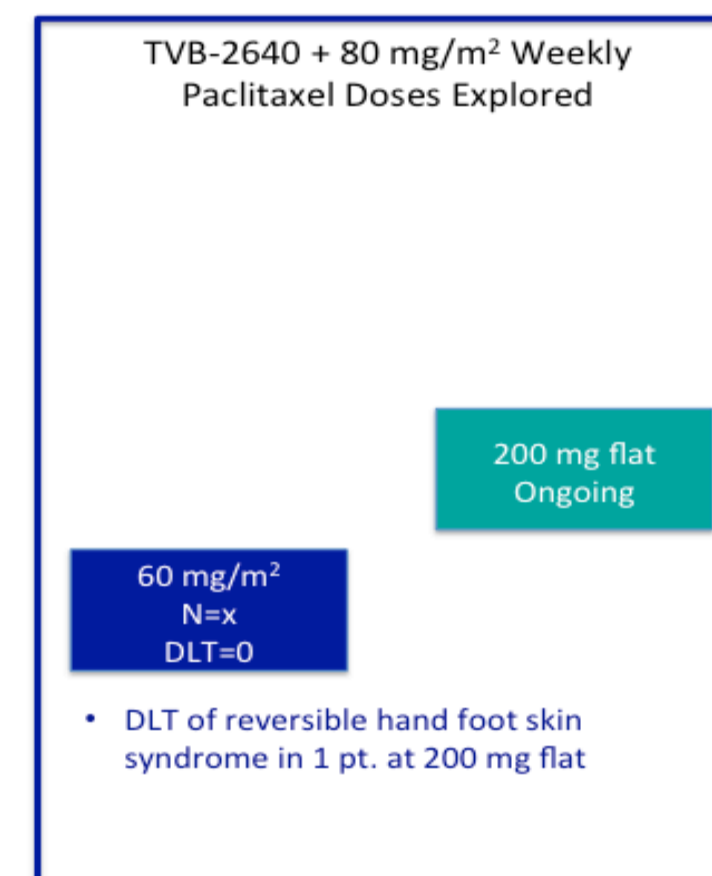 TVB-2640 + 80 mg/m² Weekly
Paclitaxel Doses Explored
200 mg flat
Ongoing
60 mg/m²
N=x
DLT=0
• DLT of reversible hand foot skin
syndrome in 1 pt. at 200 mg flat